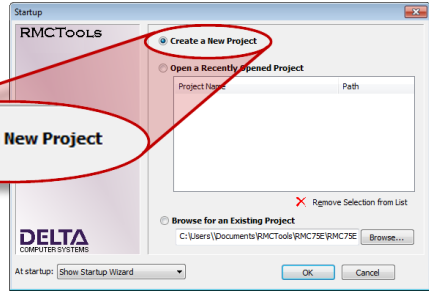 Startup
RMCTOOLS
Create a New Project
Open a Recently Opened Project
Project Name Path
New Project
Remove Selection from List
Browse for an Existing Project
C:\Users\\Documents\RMCTools\RMC75E\RMC75E Browse...
DELTA
COMPUTER SYSTEMS
At startup: Show Startup Wizard OK Cancel